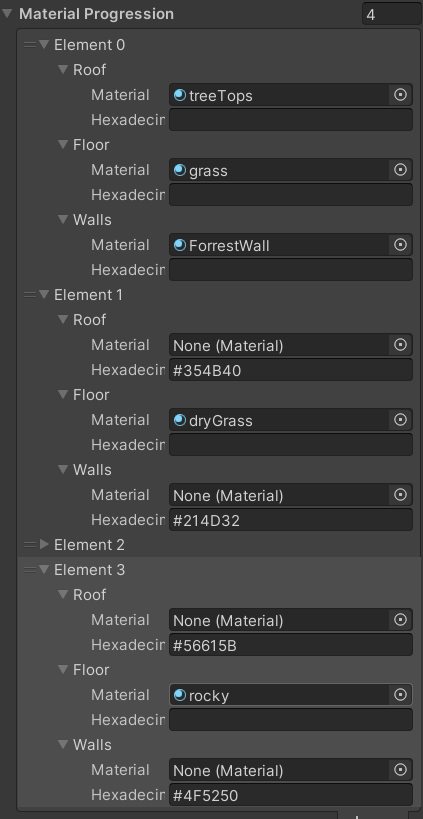 Material Progression 4
Element 0
Roof
Material treeTops
Hexadecir
Floor
Material grass
Hexadecir
Walls
Material ForrestWall
Hexadecir
Element 1
Roof
Material None (Material)
Hexadecir #354B40
Floor
Material dryGrass
Hexadecir
Walls
Material None (Material)
Hexadecir #214D32
Element 2
Element 3
Roof
Material None (Material)
Hexadecir #56615B
Floor
Material rocky
Hexadecir
Walls
Material None (Material)
Hexadecir #4F5250